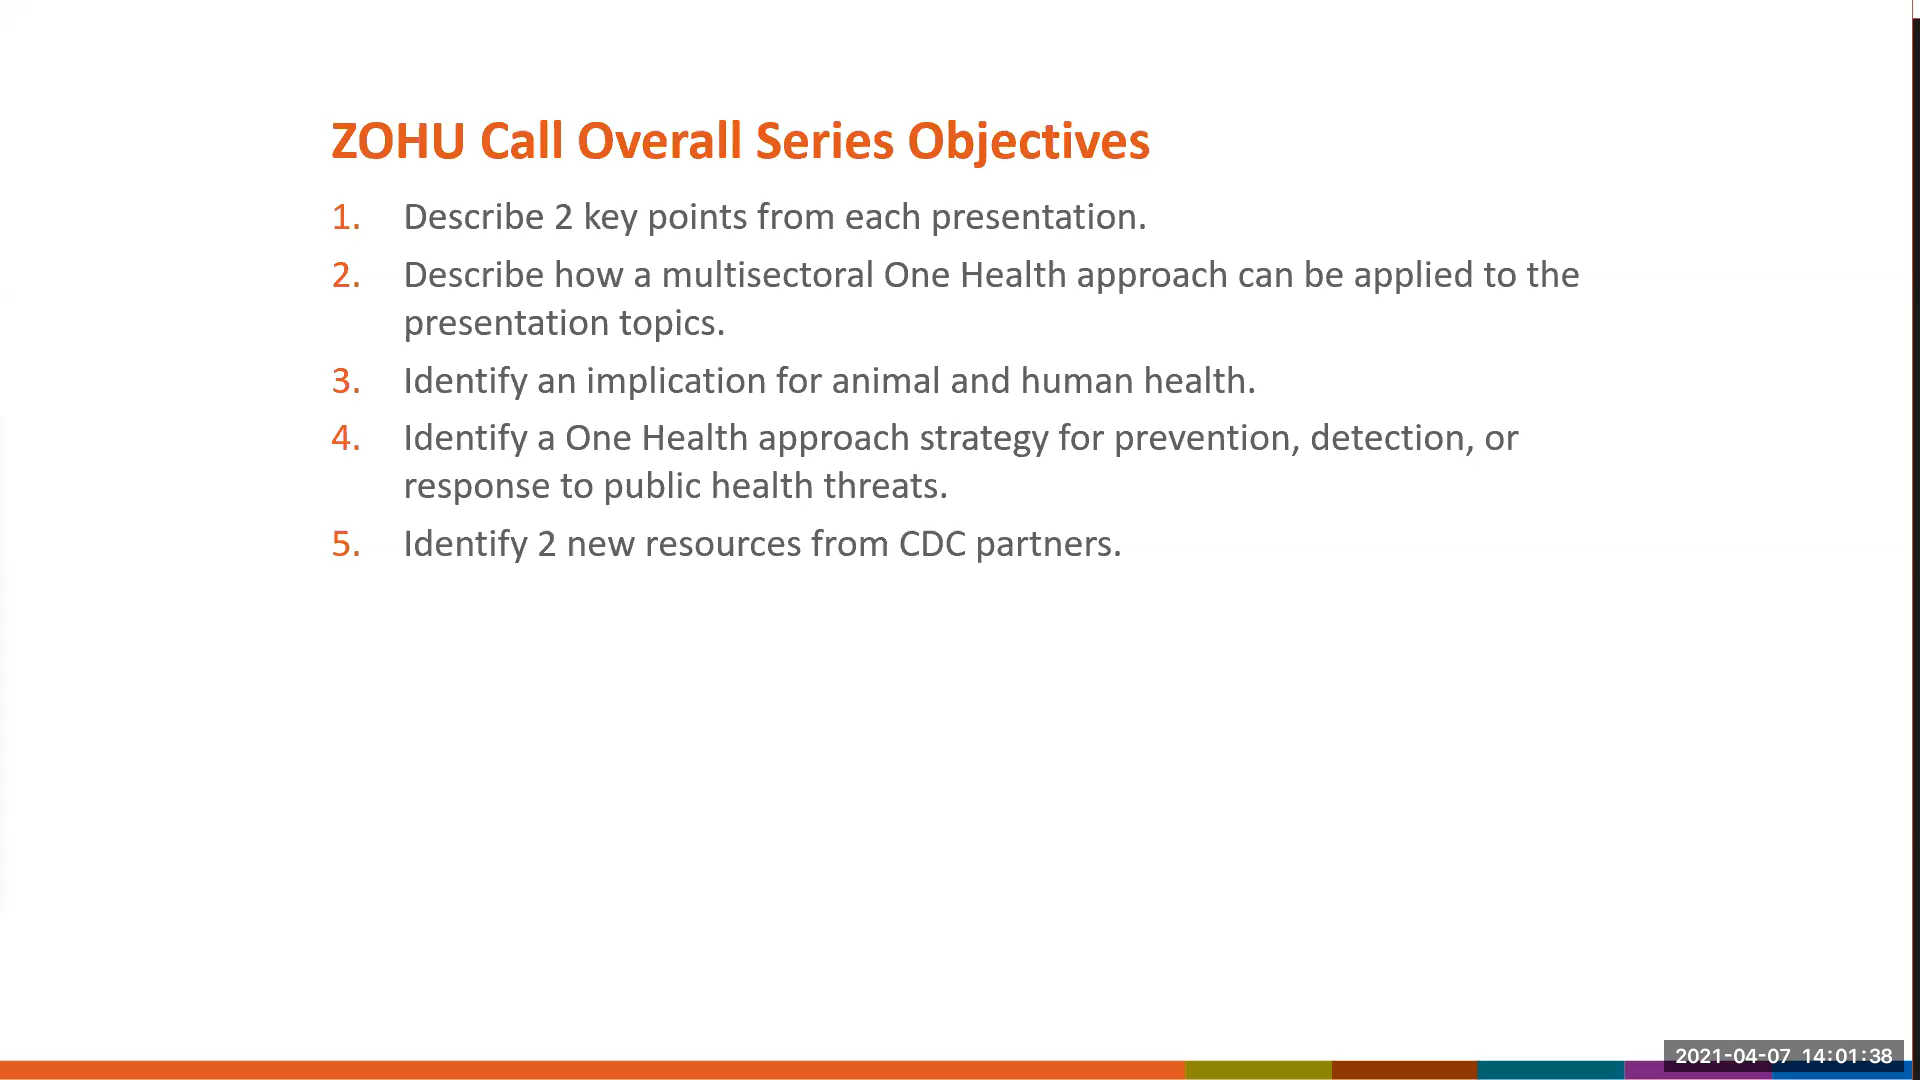 ZOHU Call Overall Series Objectives
1. Describe 2 key points from each presentation.
2. Describe how a multisectoral One Health approach can be applied to the
presentation topics.
3. Identify an implication for animal and human health.
4. Identify a One Health approach strategy for prevention, detection, or
response to public health threats.
5. Identify 2 new resources from CDC partners.
2021-04-07 14:01:38